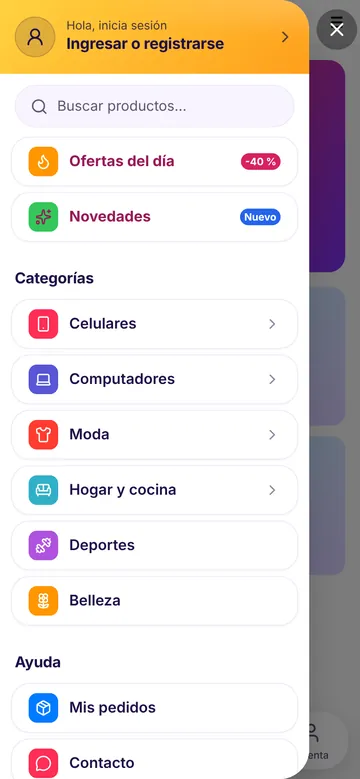 Hola, inicia sesión
Ingresar o registrarse
Buscar productos...
Ofertas del día
-40 %
Novedades
Nuevo
Categorías
Celulares
Computadores
Moda
Hogar y cocina
Deportes
Belleza
Ayuda
Mis pedidos
Contacto
enta